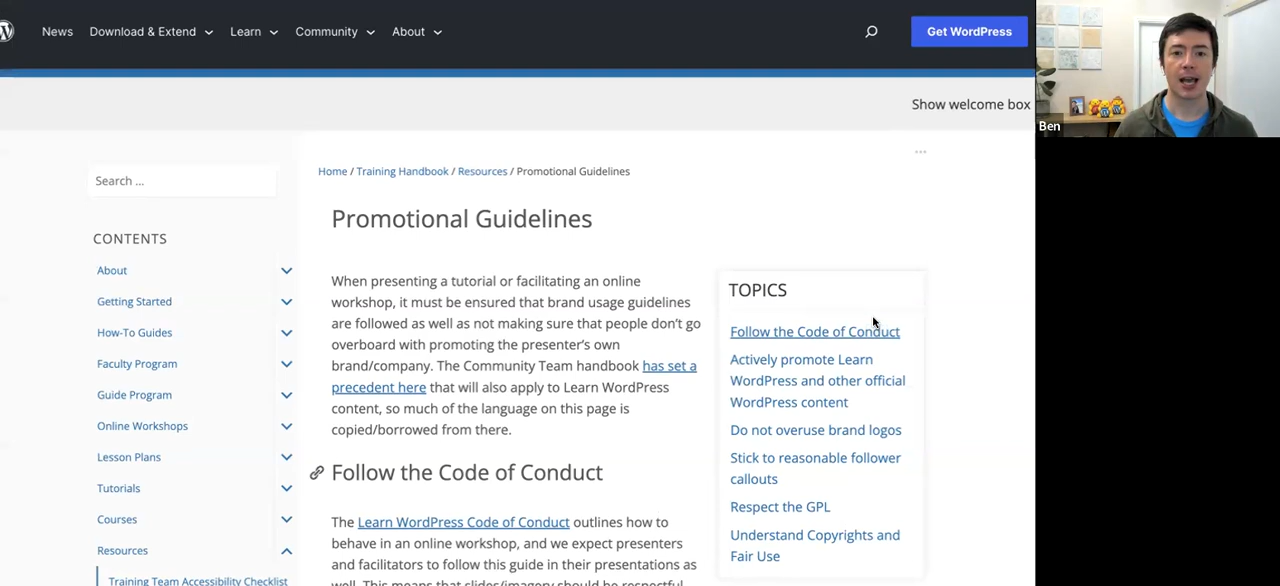 News
Download & Extend
Learn
Community
About
Get WordPress
Show welcome box
Ben
Search ...
Home / Training Handbook / Resources / Promotional Guidelines
CONTENTS
About
Getting Started
How-To Guides
Faculty Program
Guide Program
Online Workshops
Lesson Plans
Tutorials
Courses
Resources
Training Team Accessibility Checklist
Promotional Guidelines
When presenting a tutorial or facilitating an online
workshop, it must be ensured that brand usage guidelines
are followed as well as not making sure that people don't go
overboard with promoting the presenter's own
brand/company. The Community Team handbook has set a
precedent here that will also apply to Learn WordPress
content, so much of the language on this page is
copied/borrowed from there.
Follow the Code of Conduct
The Learn WordPress Code of Conduct outlines how to
behave in an online workshop, and we expect presenters
and facilitators to follow this guide in their presentations as
well. This means that slides/imagery should be respectful
TOPICS
Follow the Code of Conduct
Actively promote Learn
WordPress and other official
WordPress content
Do not overuse brand logos
Stick to reasonable follower
callouts
Respect the GPL
Understand Copyrights and
Fair Use